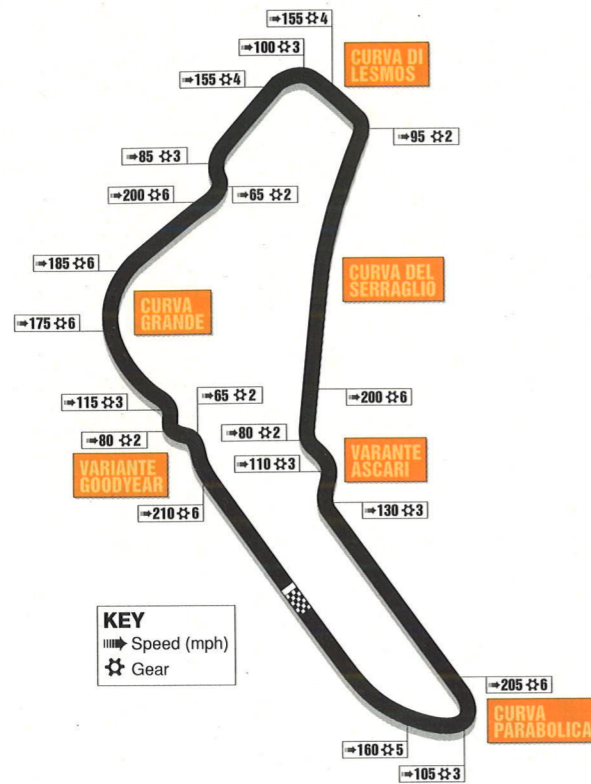 155 4
100 3
CURVA DI
LESMOS
155 4
95 2
85 3
200 6
65 2
185 6
CURVA DEL
SERRAGLIO
CURVA
GRANDE
175 6
65 2
200 6
115 3
80 2
80 2
VARANTE
ASCARI
110 3
VARIANTE
GOODYEAR
210 6
130 3
KEY
Speed (mph)
Gear
205 6
CURVA
PARABOLICA
160 5
105 3